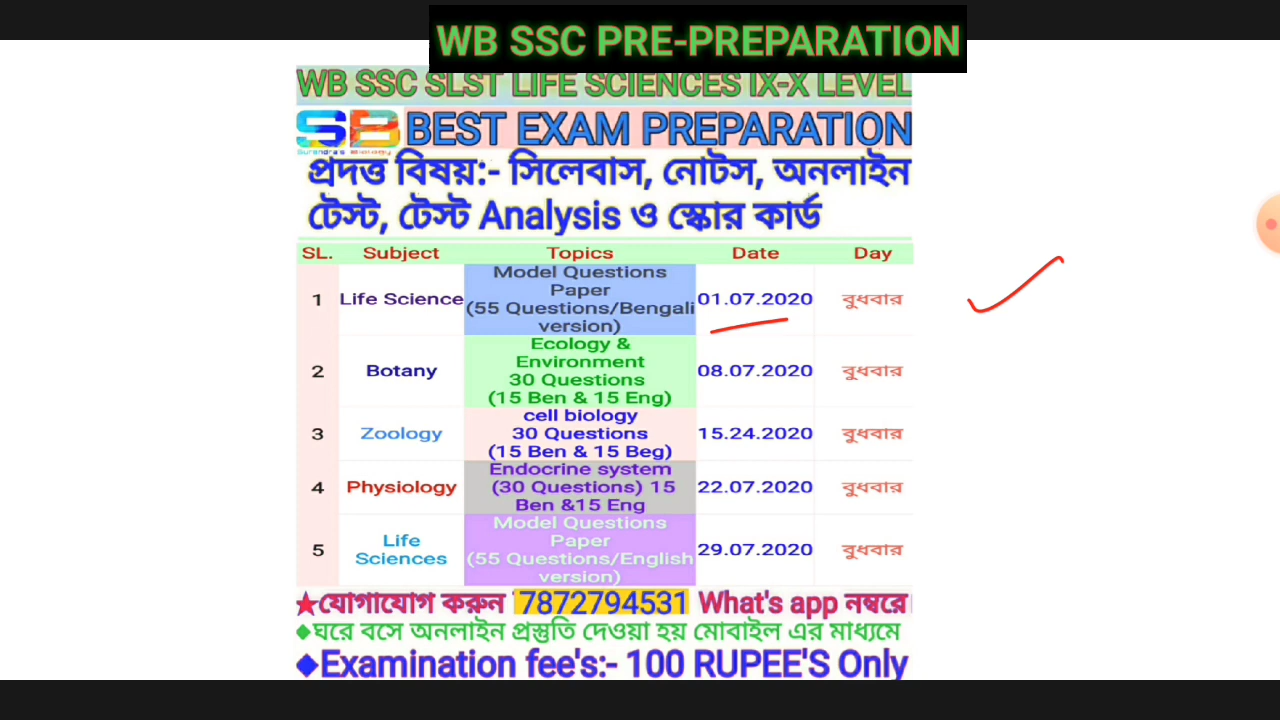 WB SSC PRE-PREPARATION
WB SSC SLST LIFE SCIENCES IX-X LEVEL
SB BEST EXAM PREPARATION
Surendra's Biology
প্রদত্ত বিষয়:- সিলেবাস, নোটস, অনলাইন
টেস্ট, টেস্ট Analysis ও স্কোর কার্ড
SL. Subject Topics Date Day
1 Life Science Model Questions Paper (55 Questions/Bengali version) 01.07.2020 বুধবার
2 Botany Ecology & Environment 30 Questions (15 Ben & 15 Eng) 08.07.2020 বুধবার
3 Zoology cell biology 30 Questions (15 Ben & 15 Beg) 15.24.2020 বুধবার
4 Physiology Endocrine system (30 Questions) 15 Ben &15 Eng 22.07.2020 বুধবার
5 Life Sciences Model Questions Paper (55 Questions/English version) 29.07.2020 বুধবার
★যোগাযোগ করুন 7872794531 What's app নম্বরে
◆ঘরে বসে অনলাইন প্রস্তুতি দেওয়া হয় মোবাইল এর মাধ্যমে
◆Examination fee's:- 100 RUPEE'S Only